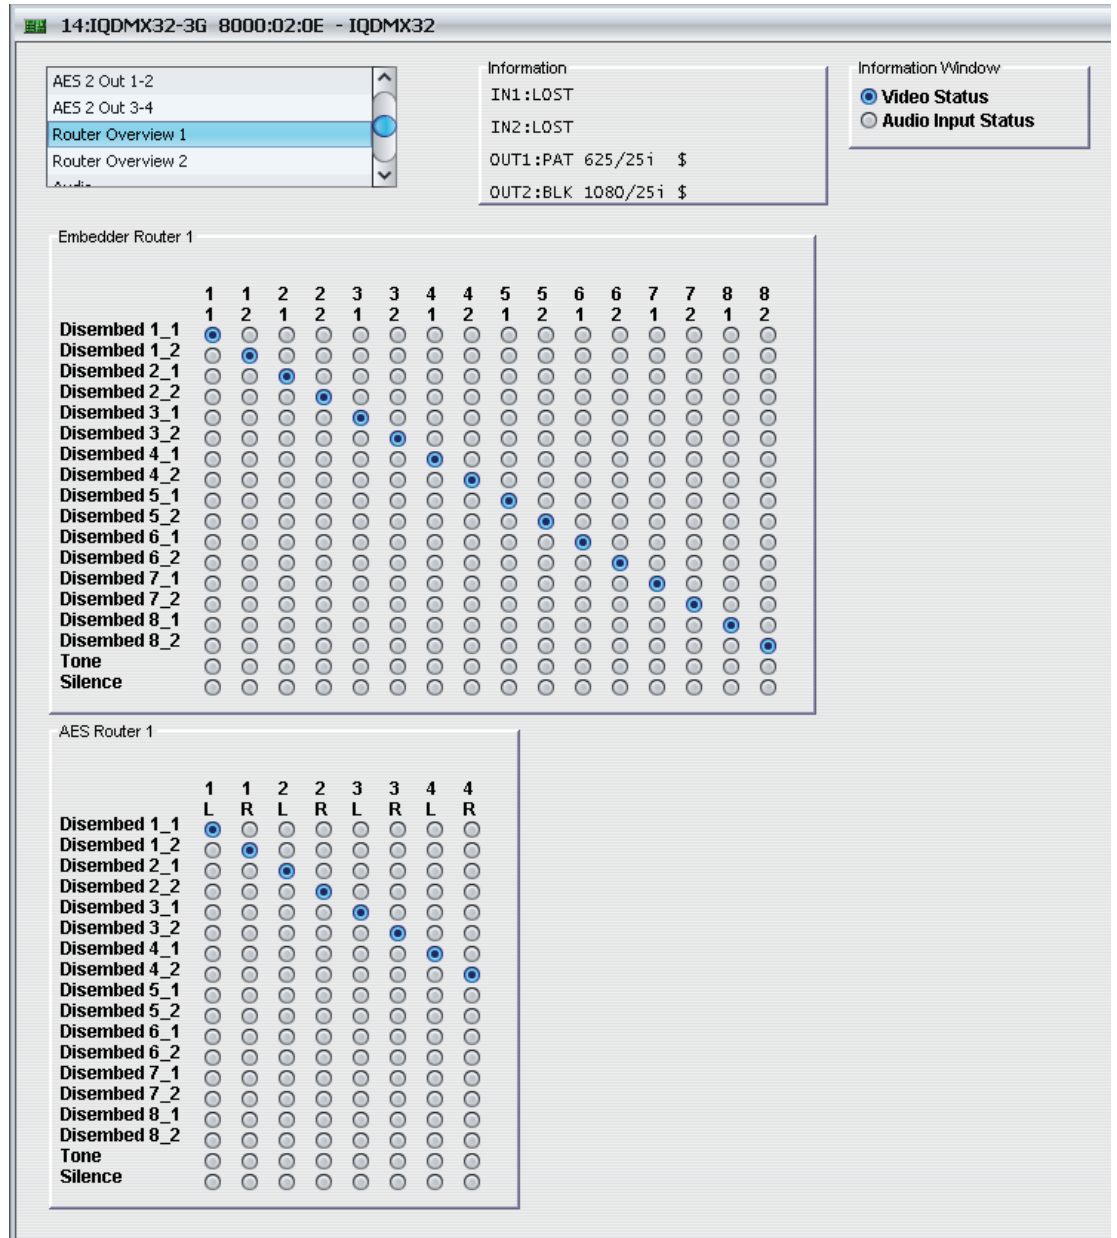 14:IQDMX32-3G 8000:02:0E - IQDMX32
AES 2 Out 1-2
AES 2 Out 3-4
Router Overview 1
Router Overview 2
Audio
Information
IN1:LOST
IN2:LOST
OUT1:PAT 625/25i $
OUT2:BLK 1080/25i $
Information Window
Video Status
Audio Input Status
Embedder Router 1
1 1 2 2 3 3 4 4 5 5 6 6 7 7 8 8
1 2 1 2 1 2 1 2 1 2 1 2 1 2 1 2
Disembed 1_1
Disembed 1_2
Disembed 2_1
Disembed 2_2
Disembed 3_1
Disembed 3_2
Disembed 4_1
Disembed 4_2
Disembed 5_1
Disembed 5_2
Disembed 6_1
Disembed 6_2
Disembed 7_1
Disembed 7_2
Disembed 8_1
Disembed 8_2
Tone
Silence
AES Router 1
1 1 2 2 3 3 4 4
L R L R L R L R
Disembed 1_1
Disembed 1_2
Disembed 2_1
Disembed 2_2
Disembed 3_1
Disembed 3_2
Disembed 4_1
Disembed 4_2
Disembed 5_1
Disembed 5_2
Disembed 6_1
Disembed 6_2
Disembed 7_1
Disembed 7_2
Disembed 8_1
Disembed 8_2
Tone
Silence